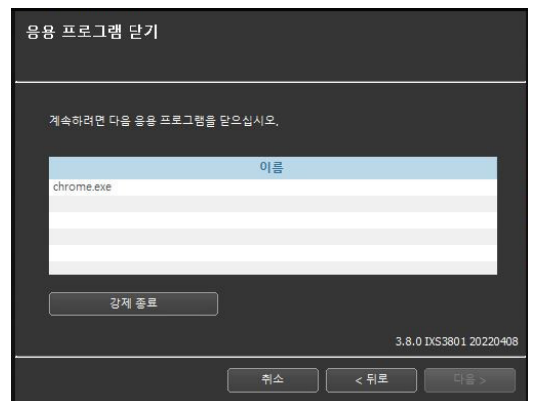 응용 프로그램 닫기
계속하려면 다음 응용 프로그램을 닫으십시오.
이름
chrome.exe
강제 종료
3.8.0 IXS3801 20220408
취소
< 뒤로
다음 >